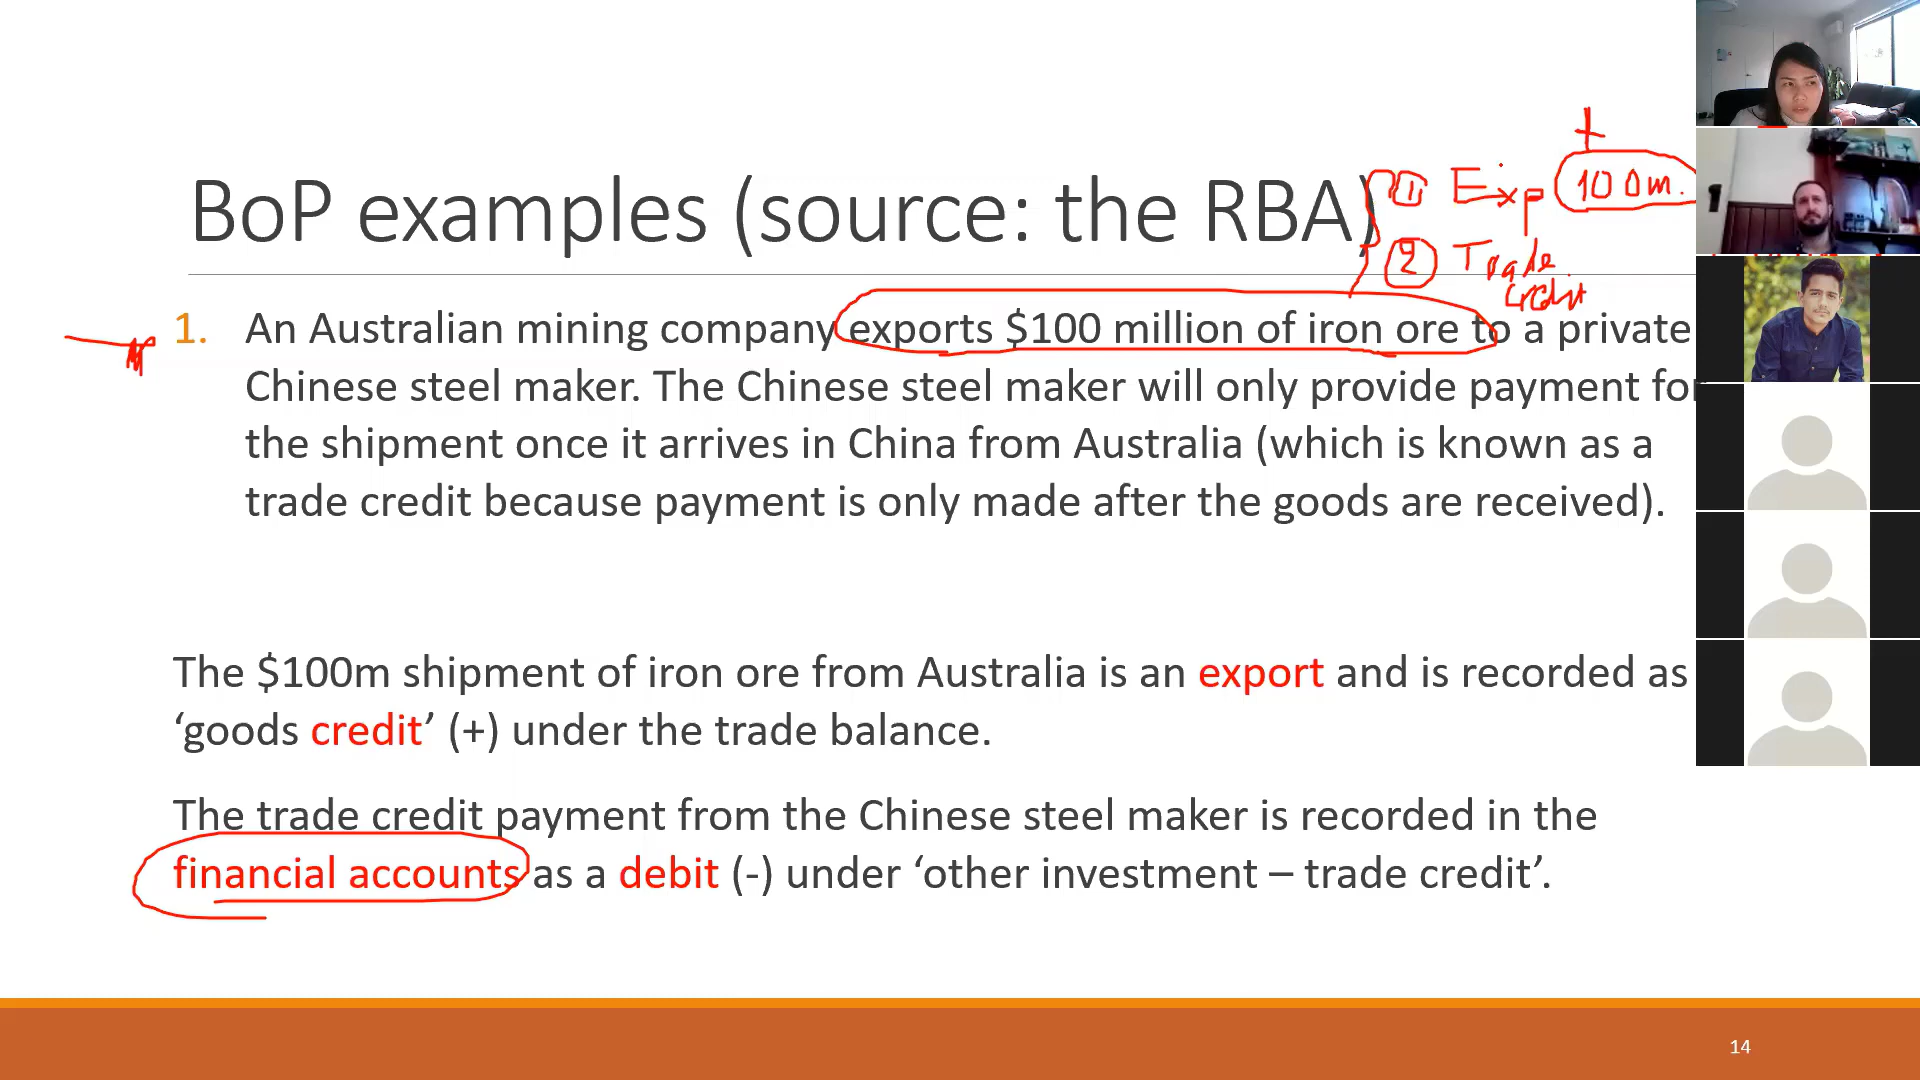 BoP examples (source: the RBA)
+
① Exp 100m.
② Trade
credit
1. An Australian mining company exports $100 million of iron ore to a private
Chinese steel maker. The Chinese steel maker will only provide payment for
the shipment once it arrives in China from Australia (which is known as a
trade credit because payment is only made after the goods are received).
The $100m shipment of iron ore from Australia is an export and is recorded as
‘goods credit’ (+) under the trade balance.
The trade credit payment from the Chinese steel maker is recorded in the
financial accounts as a debit (-) under ‘other investment – trade credit’.
14